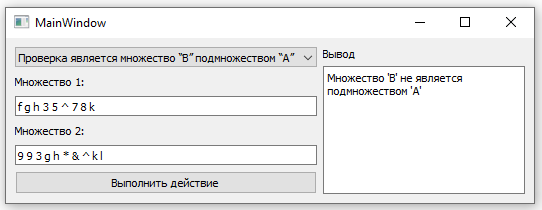 MainWindow
Проверка является множество "B" подмножеством "A"
Вывод
Множество 1:
f g h 3 5 ^ 7 8 k
Множество 2:
9 9 3 g h * & ^ k l
Выполнить действие
Множество 'B' не является
подмножеством 'A'